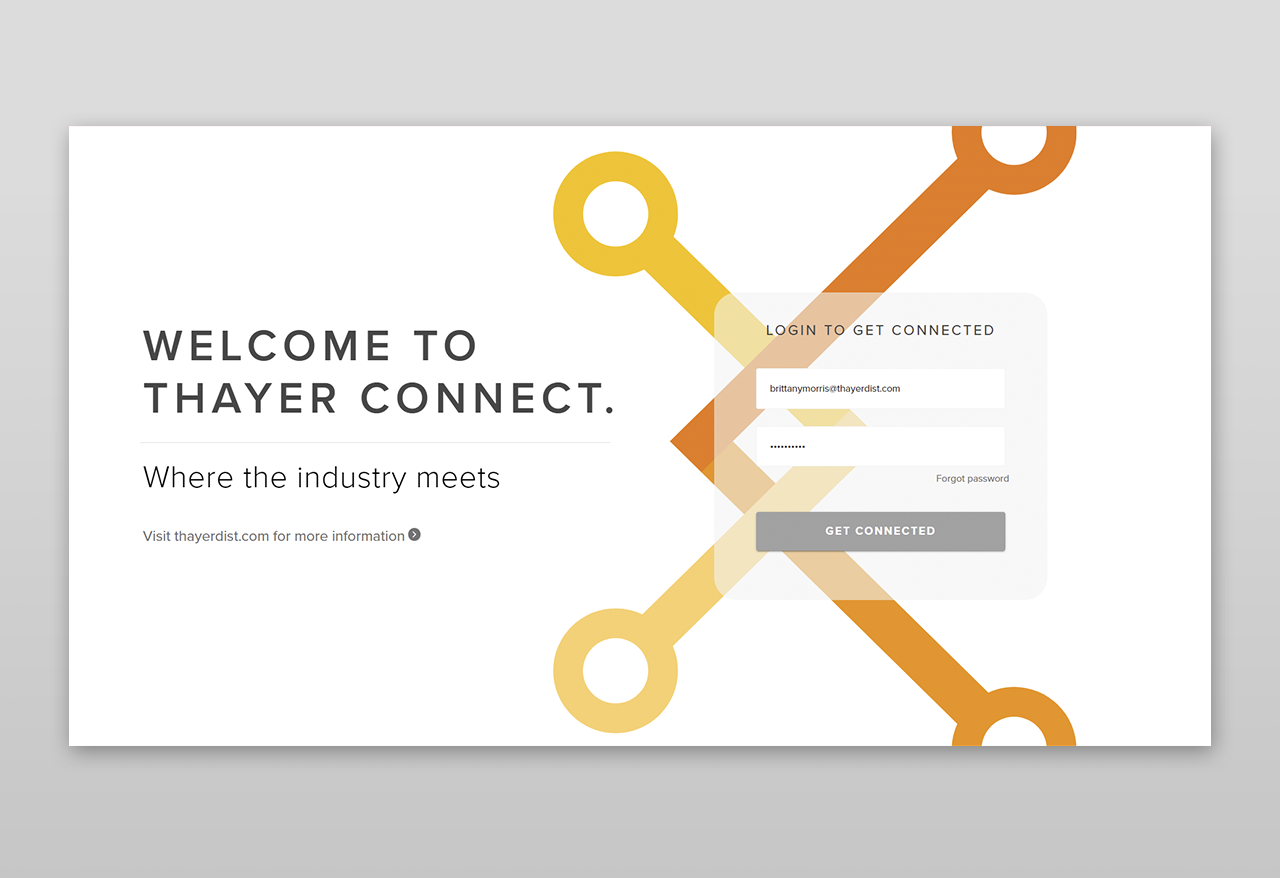 WELCOME TO
THAYER CONNECT.
Where the industry meets
Visit thayerdist.com for more information
LOGIN TO GET CONNECTED
brittanymorris@thayerdist.com
••••••••••
Forgot password
GET CONNECTED